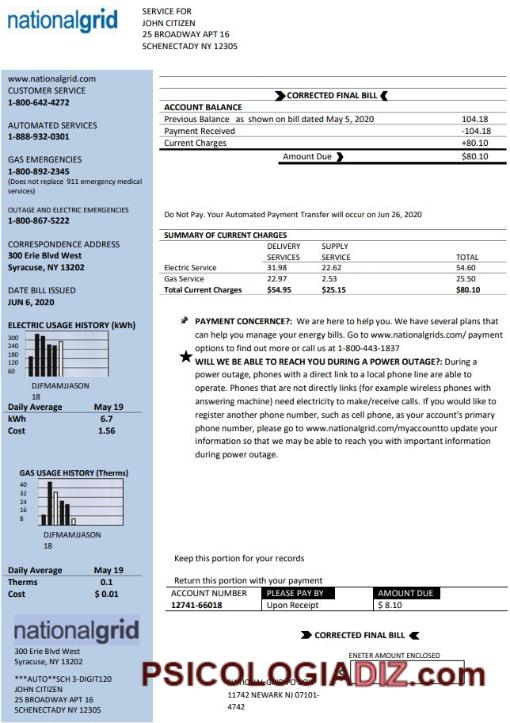 nationalgrid
SERVICE FOR
JOHN CITIZEN
25 BROADWAY APT 16
SCHENECTADY NY 12305
www.nationalgrid.com
CUSTOMER SERVICE
1-800-642-4272
AUTOMATED SERVICES
1-888-932-0301
GAS EMERGENCIES
1-800-892-2345
(Does not replace 911 emergency medical
services)
OUTAGE AND ELECTRIC EMERGENCIES
1-800-867-5222
CORRESPONDENCE ADDRESS
300 Erie Blvd West
Syracuse, NY 13202
DATE BILL ISSUED
JUN 6, 2020
ELECTRIC USAGE HISTORY (kWh)
300
240
180
120
60
DJFMAMJJASON
18
Daily Average May 19
kWh 6.7
Cost 1.56
GAS USAGE HISTORY (Therms)
40
32
24
16
8
DJFMAMJJASON
18
Daily Average May 19
Therms 0.1
Cost $ 0.01
CORRECTED FINAL BILL
ACCOUNT BALANCE
Previous Balance as shown on bill dated May 5, 2020 104.18
Payment Received -104.18
Current Charges +80.10
Amount Due $80.10
Do Not Pay. Your Automated Payment Transfer will occur on Jun 26, 2020
SUMMARY OF CURRENT CHARGES
DELIVERY SUPPLY
SERVICES SERVICE TOTAL
Electric Service 31.98 22.62 54.60
Gas Service 22.97 2.53 25.50
Total Current Charges $54.95 $25.15 $80.10
PAYMENT CONCERNCE?: We are here to help you. We have several plans that
can help you manage your energy bills. Go to www.nationalgrids.com/ payment
options to find out more or call us at 1-800-443-1837
WILL WE BE ABLE TO REACH YOU DURING A POWER OUTAGE?: During a
power outage, phones with a direct link to a local phone line are able to
operate. Phones that are not directly links (for example wireless phones with
answering machine) need electricity to make/receive calls. If you would like to
register another phone number, such as cell phone, as your account's primary
phone number, please go to www.nationalgrid.com/myaccountto update your
information so that we may be able to reach you with important information
during power outage.
Keep this portion for your records
Return this portion with your payment
ACCOUNT NUMBER PLEASE PAY BY AMOUNT DUE
12741-66018 Upon Receipt $ 8.10
nationalgrid
300 Erie Blvd West
Syracuse, NY 13202
CORRECTED FINAL BILL
ENETER AMOUNT ENCLOSED
PSICOLOGIADIZ.com
***AUTO**SCH 3-DIGIT120
JOHN CITIZEN
25 BROADWAY APT 16
SCHENECTADY NY 12305
NATIONAL GRID
11742 NEWARK NJ 07101-
4742